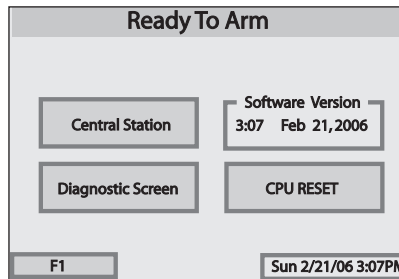 Ready To Arm
Central Station
Software Version
3:07 Feb 21,2006
Diagnostic Screen
CPU RESET
F1
Sun 2/21/06 3:07PM